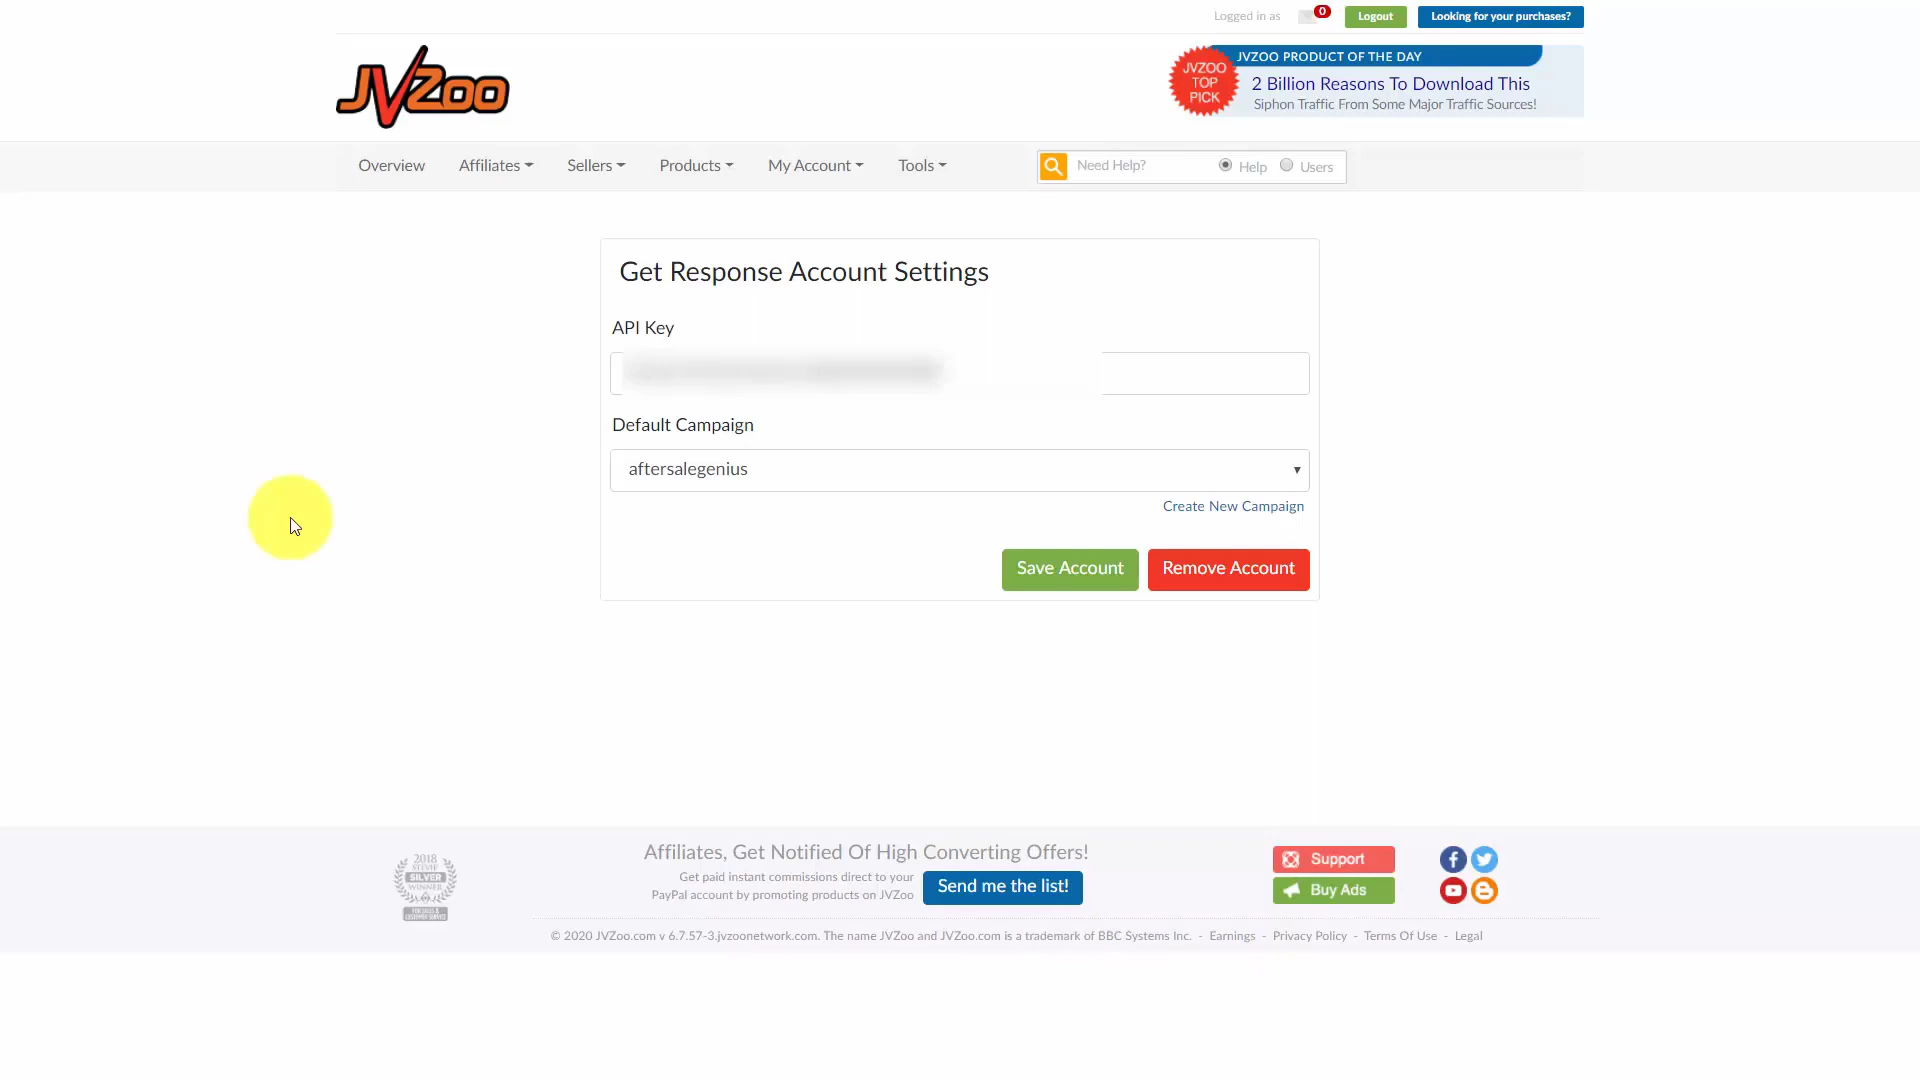 Logged in as
0
Logout
Looking for your purchases?
JVZoo
JVZOO TOP PICK
JVZOO PRODUCT OF THE DAY
2 Billion Reasons To Download This
Siphon Traffic From Some Major Traffic Sources!
Overview
Affiliates
Sellers
Products
My Account
Tools
Need Help?
Help
Users
Get Response Account Settings
API Key
Default Campaign
aftersalegenius
Create New Campaign
Save Account
Remove Account
2018
STEVIE
SILVER
WINNER
FOR SALES &
CUSTOMER SERVICE
Affiliates, Get Notified Of High Converting Offers!
Get paid instant commissions direct to your
PayPal account by promoting products on JVZoo
Send me the list!
Support
Buy Ads
© 2020 JVZoo.com v 6.7.57-3.jvzoonetwork.com. The name JVZoo and JVZoo.com is a trademark of BBC Systems Inc. - Earnings - Privacy Policy - Terms Of Use - Legal